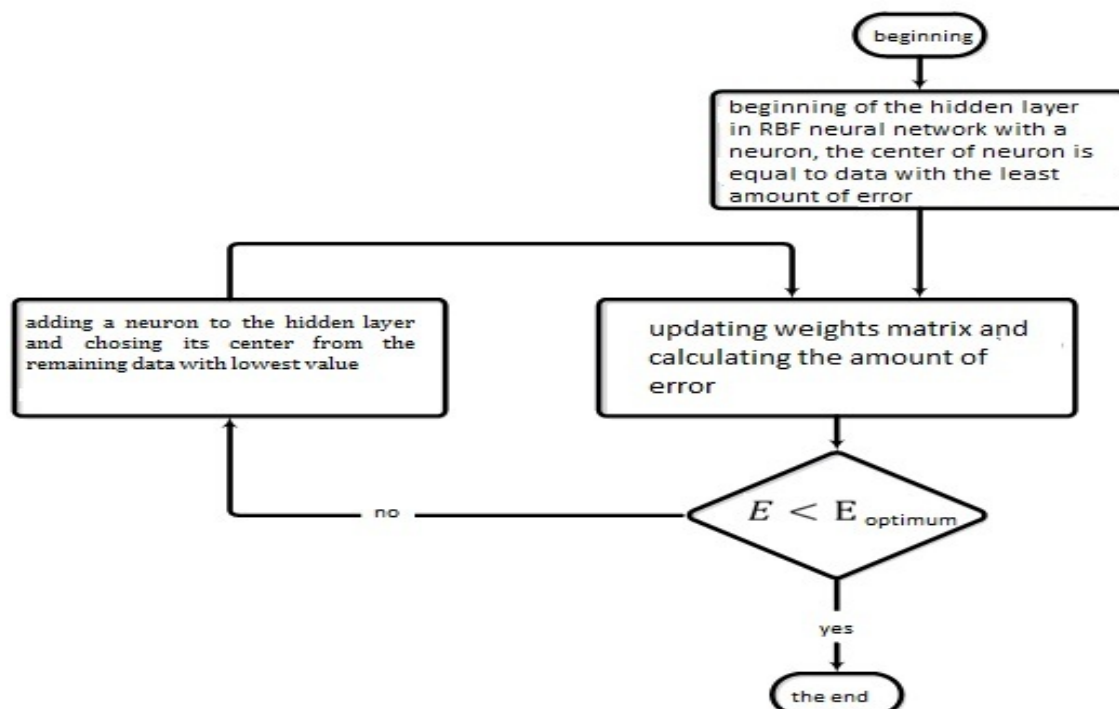 beginning
beginning of the hidden layer
in RBF neural network with a
neuron, the center of neuron is
equal to data with the least
amount of error
adding a neuron to the hidden layer
and chosing its center from the
remaining data with lowest value
updating weights matrix and
calculating the amount of
error
E < E optimum
no
yes
the end